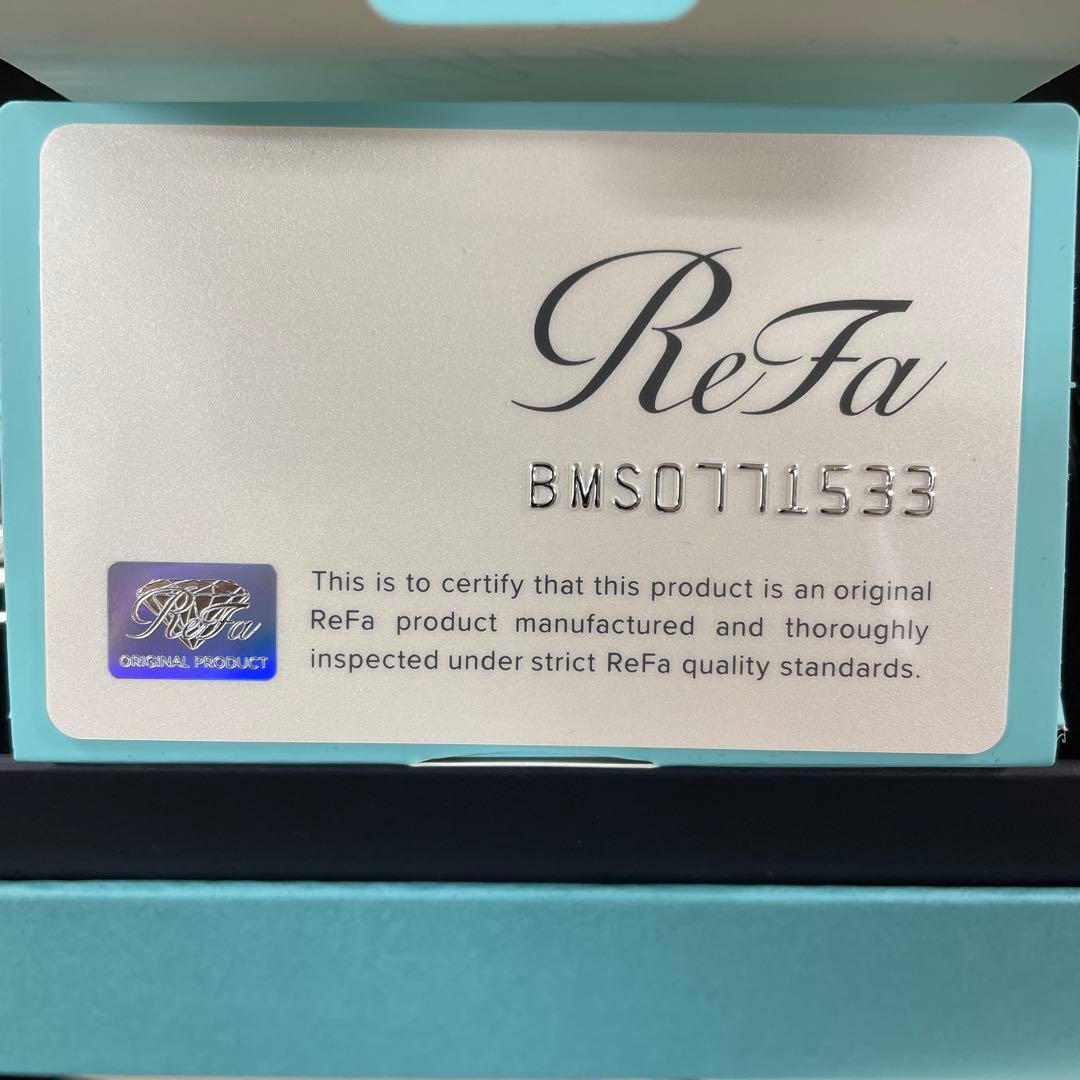 ReFa
BMS0771533
This is to certify that this product is an original
ReFa product manufactured and thoroughly
inspected under strict ReFa quality standards.
ReFa
ORIGINAL PRODUCT